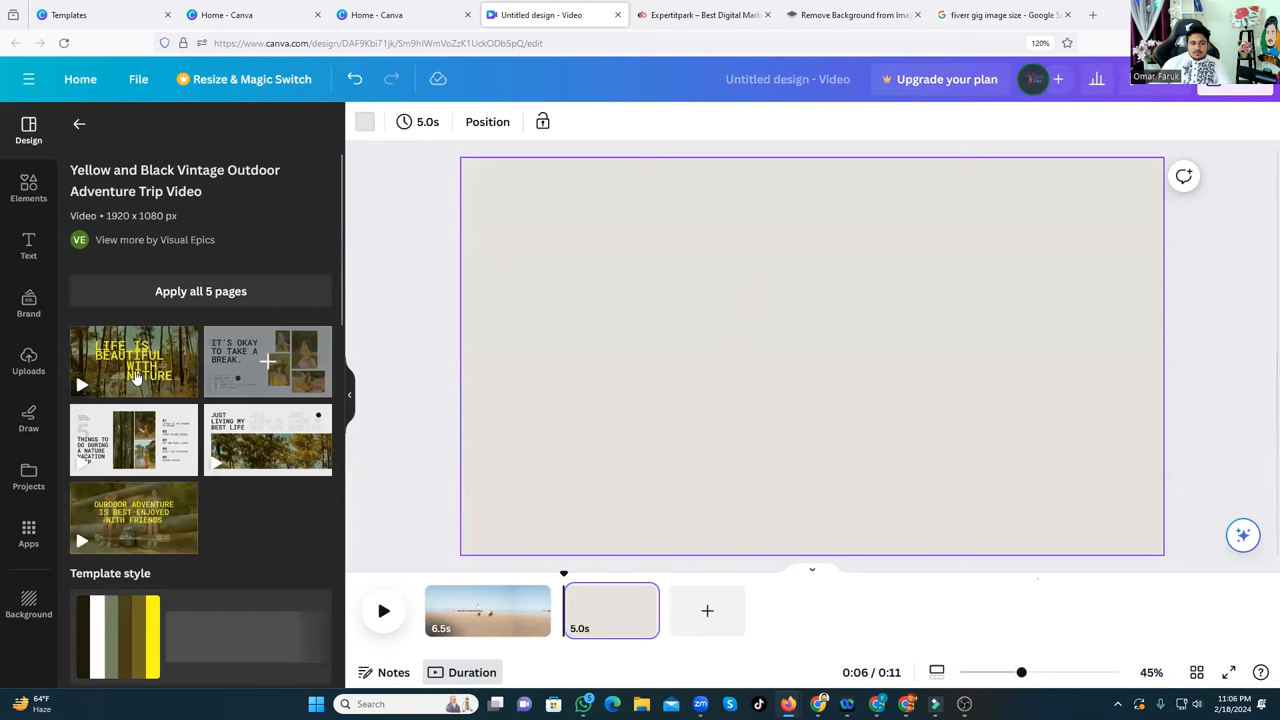 Templates
Home - Canva
Home - Canva
Untitled design - Video
Expertitpark – Best Digital Mark
Remove Background from Imag
fiverr gig image size - Google S
https://www.canva.com/design/DAF9Kbi71jk/Sm9hIWmVoZzK1UckOGb5pQ/edit
120%
Omar Faruk
Home
File
Resize & Magic Switch
Untitled design - Video
Upgrade your plan
Design
Elements
Text
Brand
Uploads
Draw
Projects
Apps
Background
5.0s
Position
Yellow and Black Vintage Outdoor
Adventure Trip Video
Video • 1920 x 1080 px
VE
View more by Visual Epics
Apply all 5 pages
LIFE IS
BEAUTIFUL
WITH
NATURE
IT'S OKAY
TO TAKE A
BREAK.
THINGS TO
DO DURING
A NATURE
VACATION
JUST
LIVING MY
BEST LIFE
OURDOOR ADVENTURE
IS BEST ENJOYED
WITH FRIENDS
Template style
6.5s
5.0s
Notes
Duration
0:06 / 0:11
45%
64°F
Haze
Search
11:06 PM
2/18/2024